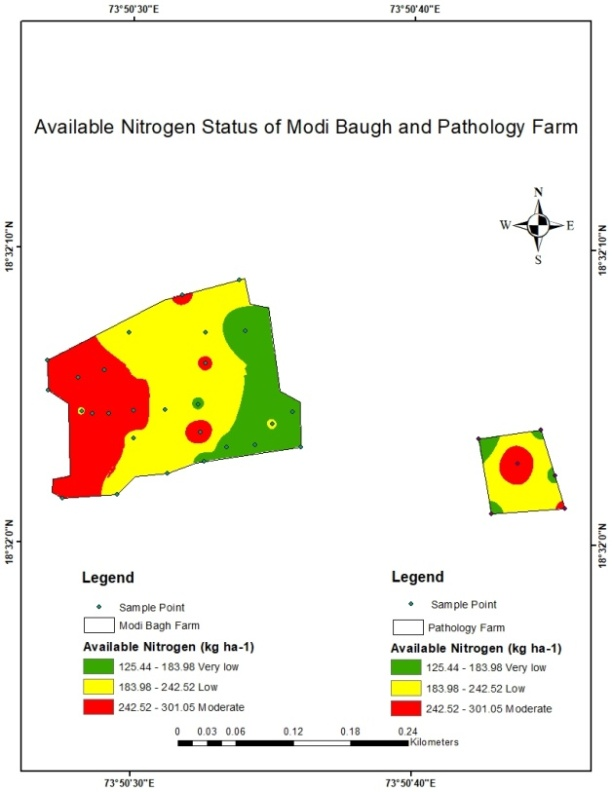 73°50'30"E 73°50'40"E
Available Nitrogen Status of Modi Baugh and Pathology Farm
N
W E
S
18°32'10"N 18°32'10"N
18°32'0"N 18°32'0"N
Legend
Sample Point
Modi Bagh Farm
Available Nitrogen (kg ha-1)
125.44 - 183.98 Very low
183.98 - 242.52 Low
242.52 - 301.05 Moderate
Legend
Sample Point
Pathology Farm
Available Nitrogen (kg ha-1)
125.44 - 183.98 Very low
183.98 - 242.52 Low
242.52 - 301.05 Moderate
0 0.03 0.06 0.12 0.18 0.24
Kilometers
73°50'30"E 73°50'40"E